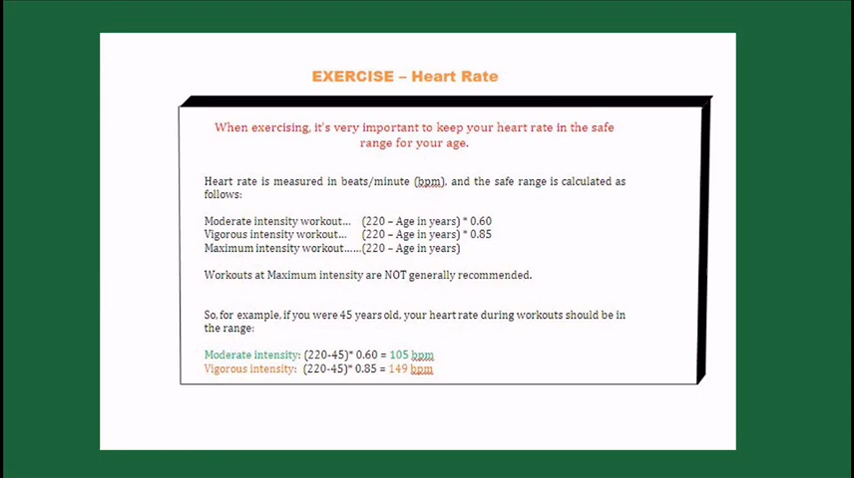 EXERCISE – Heart Rate
When exercising, it's very important to keep your heart rate in the safe
range for your age.
Heart rate is measured in beats/minute (bpm), and the safe range is calculated as
follows:
Moderate intensity workout... (220 – Age in years) * 0.60
Vigorous intensity workout... (220 – Age in years) * 0.85
Maximum intensity workout......(220 – Age in years)
Workouts at Maximum intensity are NOT generally recommended.
So, for example, if you were 45 years old, your heart rate during workouts should be in
the range:
Moderate intensity: (220-45)* 0.60 = 105 bpm
Vigorous intensity: (220-45)* 0.85 = 149 bpm